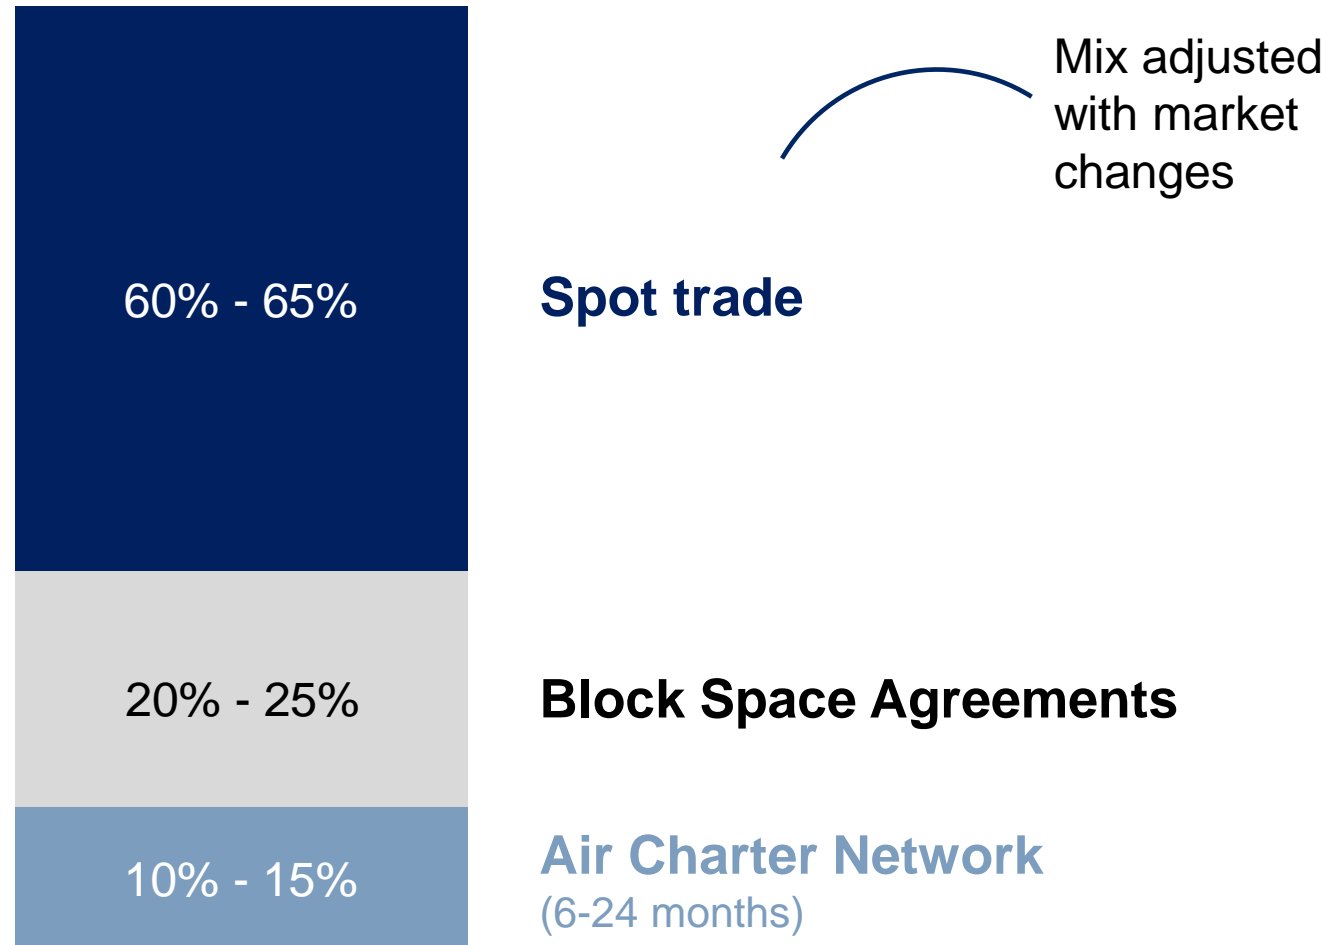 Mix adjusted
with market
changes
60% - 65%
Spot trade
20% - 25%
Block Space Agreements
10% - 15%
Air Charter Network
(6-24 months)